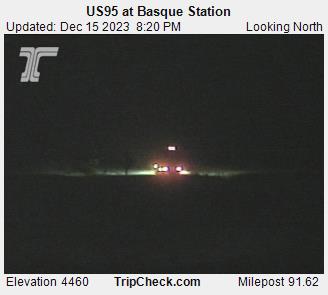 US95 at Basque Station
Updated: Dec 15 2023  8:20 PM
Looking North
Elevation 4460
TripCheck.com
Milepost 91.62